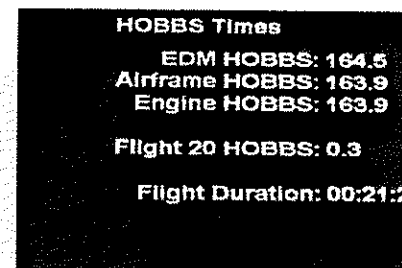 HOBBS Times
EDM HOBBS: 164.5
Airframe HOBBS: 163.9
Engine HOBBS: 163.9
Flight 20 HOBBS: 0.3
Flight Duration: 00:21:2